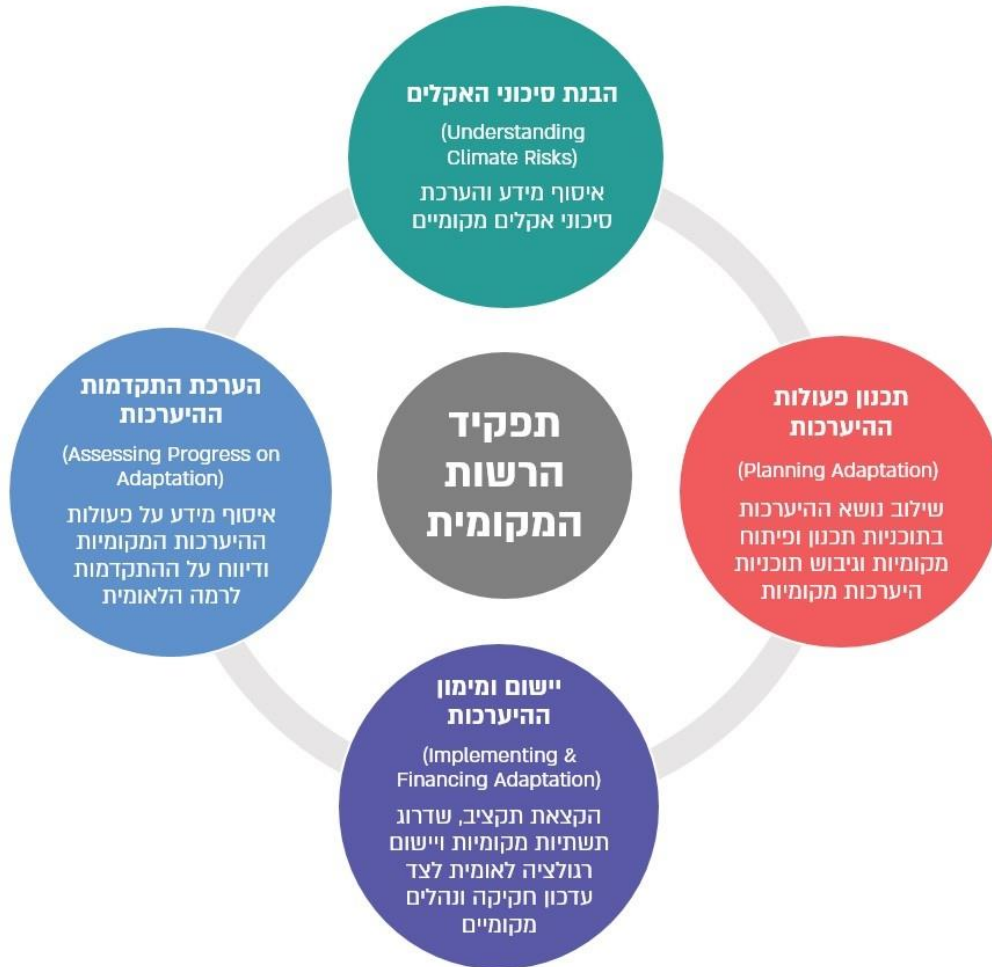 הבנת סיכוני האקלים
(Understanding
Climate Risks)
איסוף מידע והערכת
סיכוני אקלים מקומיים
תכנון פעולות
ההיערכות
(Planning Adaptation)
שילוב נושא ההיערכות
בתוכניות תכנון ופיתוח
מקומיות וגיבוש תוכניות
היערכות מקומיות
תפקיד
הרשות
המקומית
הערכת התקדמות
ההיערכות
(Assessing Progress on
Adaptation)
איסוף מידע על פעולות
ההיערכות המקומיות
ודיווח על ההתקדמות
לרמה הלאומית
יישום ומימון
ההיערכות
(Implementing &
Financing Adaptation)
הקצאת תקציב, שדרוג
תשתיות מקומיות ויישום
רגולציה לאומית לצד
עדכון חקיקה ונהלים
מקומיים